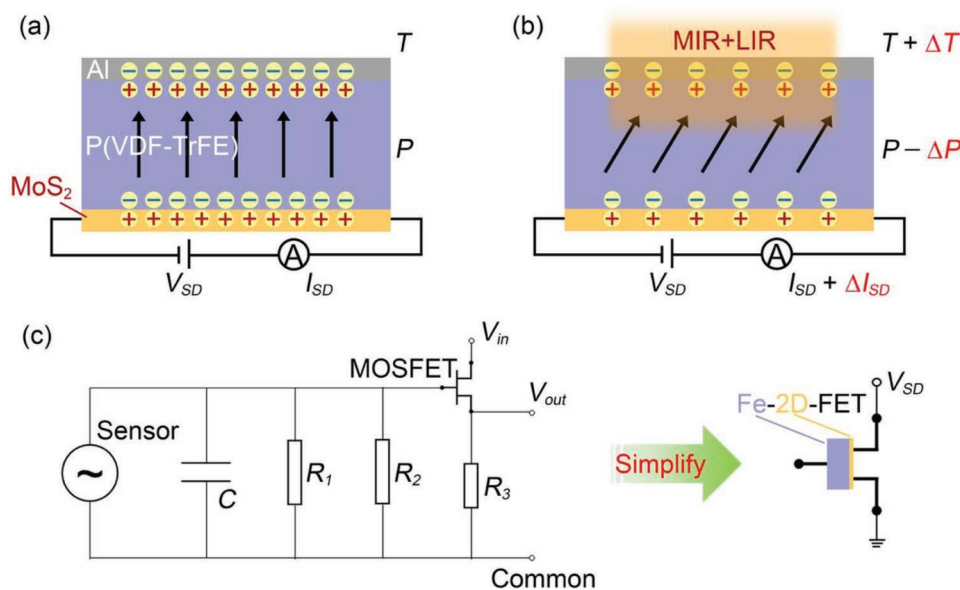 (a)
T
Al
P(VDF-TrFE)
P
MoS2
A
VSD
ISD
(b)
MIR+LIR
T + ΔT
P − ΔP
A
VSD
ISD + ΔISD
(c)
Vin
MOSFET
Vout
Sensor
~
C
R1
R2
R3
Common
Simplify
VSD
Fe-2D-FET